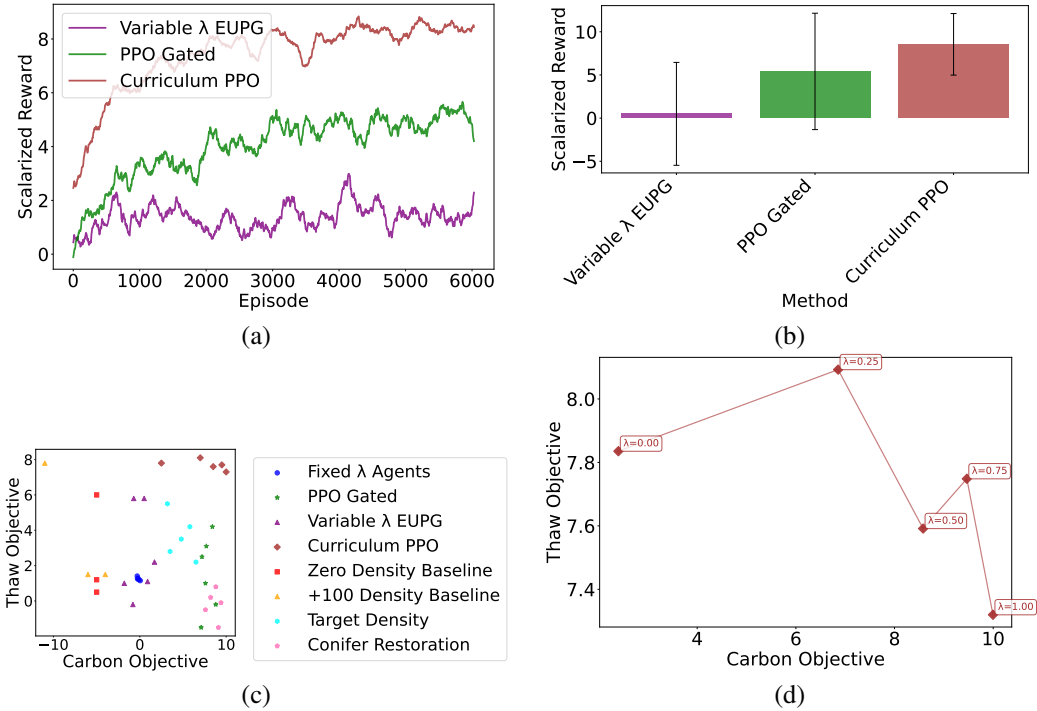 Variable λ EUPG
PPO Gated
Curriculum PPO
Scalarized Reward
8
6
4
2
0
0 1000 2000 3000 4000 5000 6000
Episode
(a)
Scalarized Reward
10
5
0
−5
Variable λ EUPG
PPO Gated
Curriculum PPO
Method
(b)
Thaw Objective
8
6
4
2
0
−10 0 10
Carbon Objective
Fixed λ Agents
PPO Gated
Variable λ EUPG
Curriculum PPO
Zero Density Baseline
+100 Density Baseline
Target Density
Conifer Restoration
(c)
Thaw Objective
8.0
7.8
7.6
7.4
λ=0.00
λ=0.25
λ=0.50
λ=0.75
λ=1.00
4 6 8 10
Carbon Objective
(d)